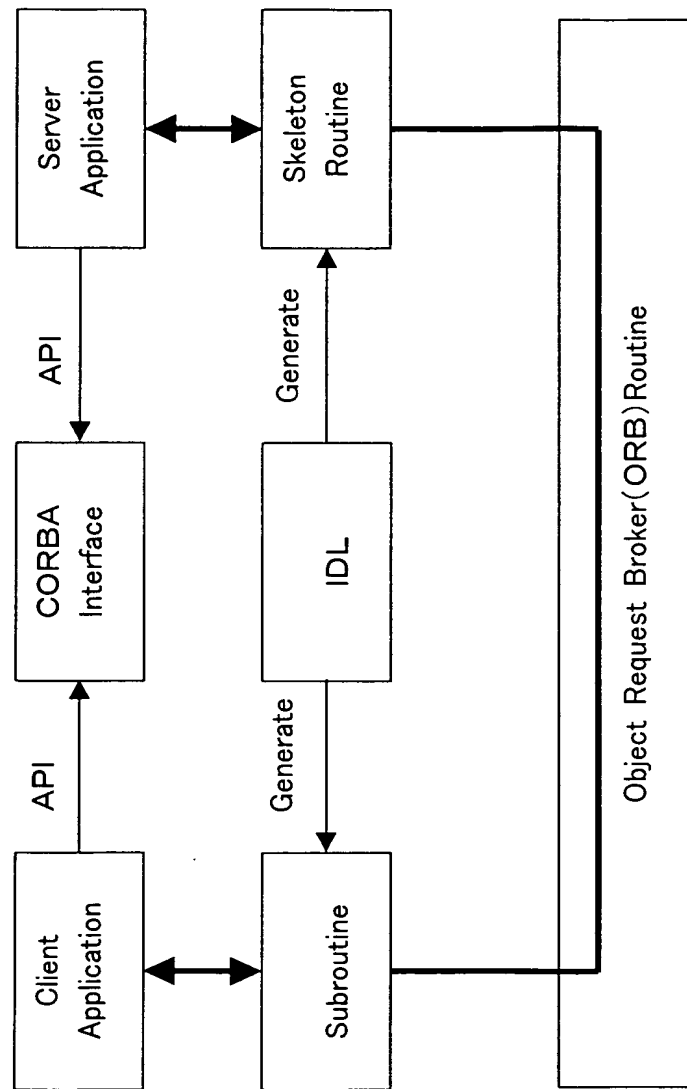 Client
Application
API
CORBA
Interface
API
Server
Application
Subroutine
Generate
IDL
Generate
Skeleton
Routine
Object Request Broker(ORB)Routine